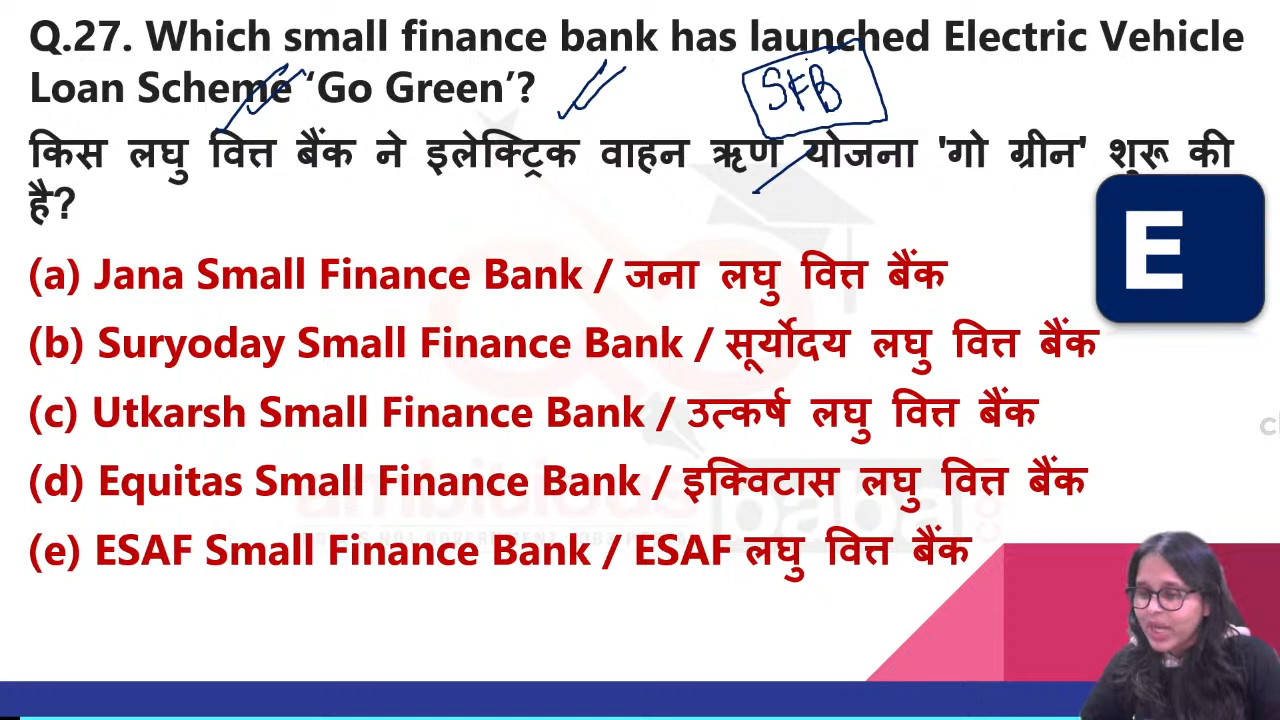 Q.27. Which small finance bank has launched Electric Vehicle
Loan Scheme ‘Go Green’?
SFB
किस लघु वित्त बैंक ने इलेक्ट्रिक वाहन ऋण योजना 'गो ग्रीन' शुरू की
है?
E
(a) Jana Small Finance Bank / जना लघु वित्त बैंक
(b) Suryoday Small Finance Bank / सूर्योदय लघु वित्त बैंक
(c) Utkarsh Small Finance Bank / उत्कर्ष लघु वित्त बैंक
(d) Equitas Small Finance Bank / इक्विटास लघु वित्त बैंक
ambitious baba
(e) ESAF Small Finance Bank / ESAF लघु वित्त बैंक